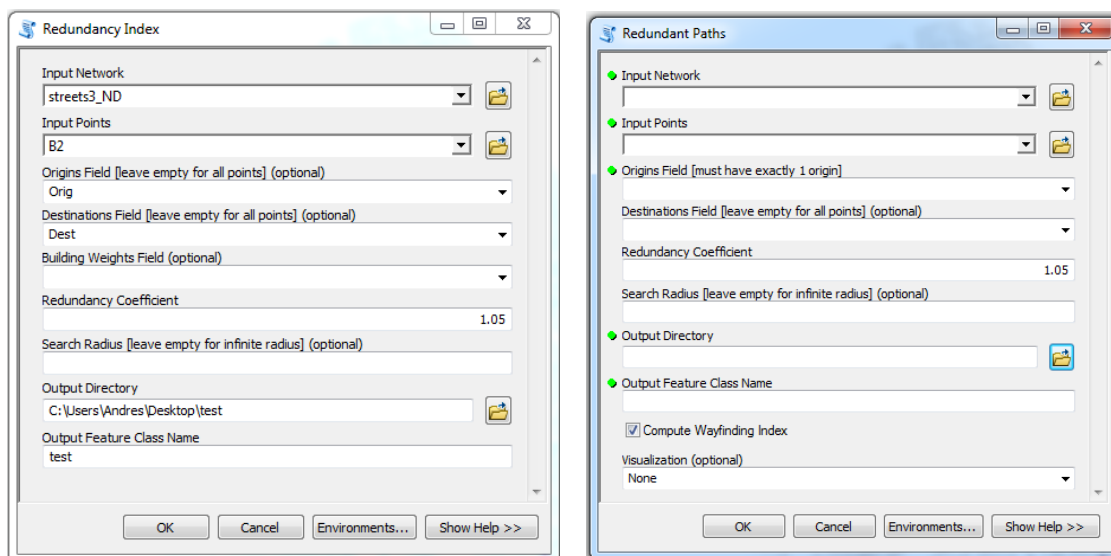 Redundancy Index
Input Network
streets3_ND
Input Points
B2
Origins Field [leave empty for all points] (optional)
Orig
Destinations Field [leave empty for all points] (optional)
Dest
Building Weights Field (optional)
Redundancy Coefficient
1.05
Search Radius [leave empty for infinite radius] (optional)
Output Directory
C:\Users\Andres\Desktop\test
Output Feature Class Name
test
OK
Cancel
Environments...
Show Help >>
Redundant Paths
Input Network
Input Points
Origins Field [must have exactly 1 origin]
Destinations Field [leave empty for all points] (optional)
Redundancy Coefficient
1.05
Search Radius [leave empty for infinite radius] (optional)
Output Directory
Output Feature Class Name
Compute Wayfinding Index
Visualization (optional)
None
OK
Cancel
Environments...
Show Help >>